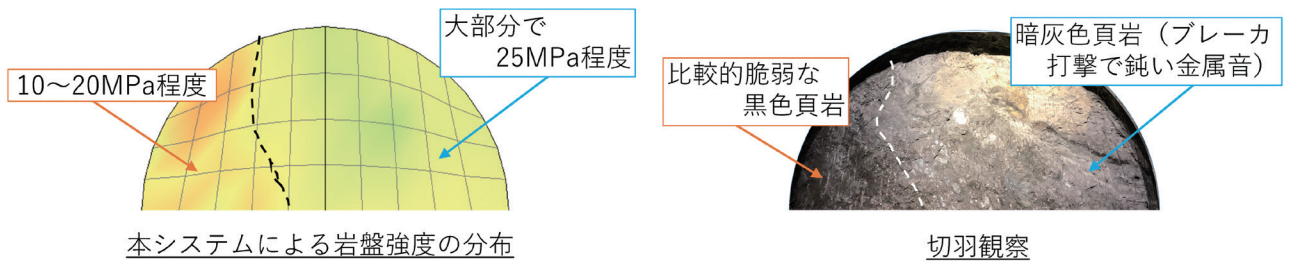 大部分で
25MPa程度
10～20MPa程度
本システムによる岩盤強度の分布
暗灰色頁岩（ブレーカ
打撃で鈍い金属音）
比較的脆弱な
黒色頁岩
切羽観察